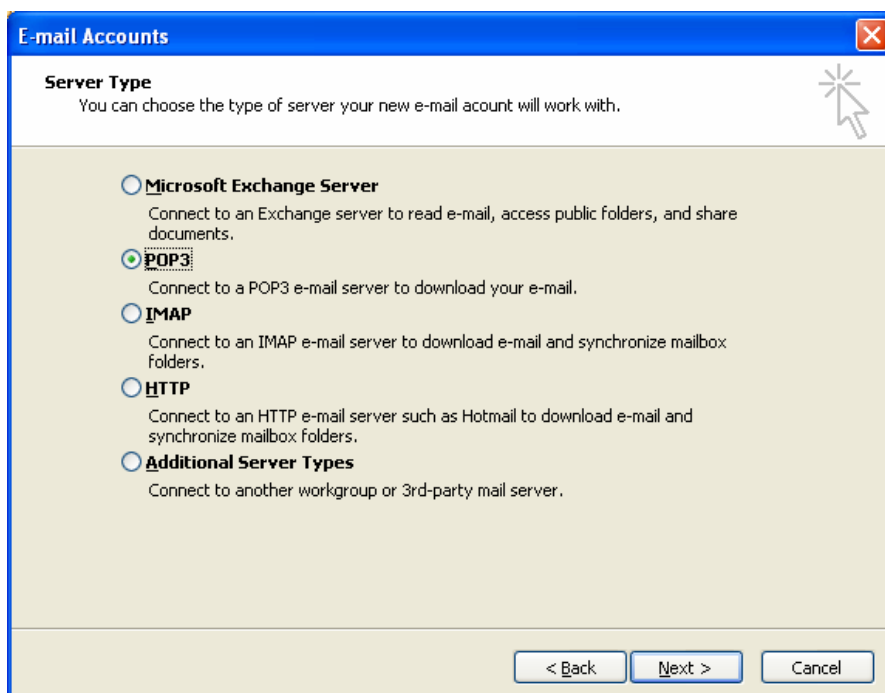 E-mail Accounts
Server Type
You can choose the type of server your new e-mail acount will work with.
Microsoft Exchange Server
Connect to an Exchange server to read e-mail, access public folders, and share
documents.
POP3
Connect to a POP3 e-mail server to download your e-mail.
IMAP
Connect to an IMAP e-mail server to download e-mail and synchronize mailbox
folders.
HTTP
Connect to an HTTP e-mail server such as Hotmail to download e-mail and
synchronize mailbox folders.
Additional Server Types
Connect to another workgroup or 3rd-party mail server.
< Back Next > Cancel